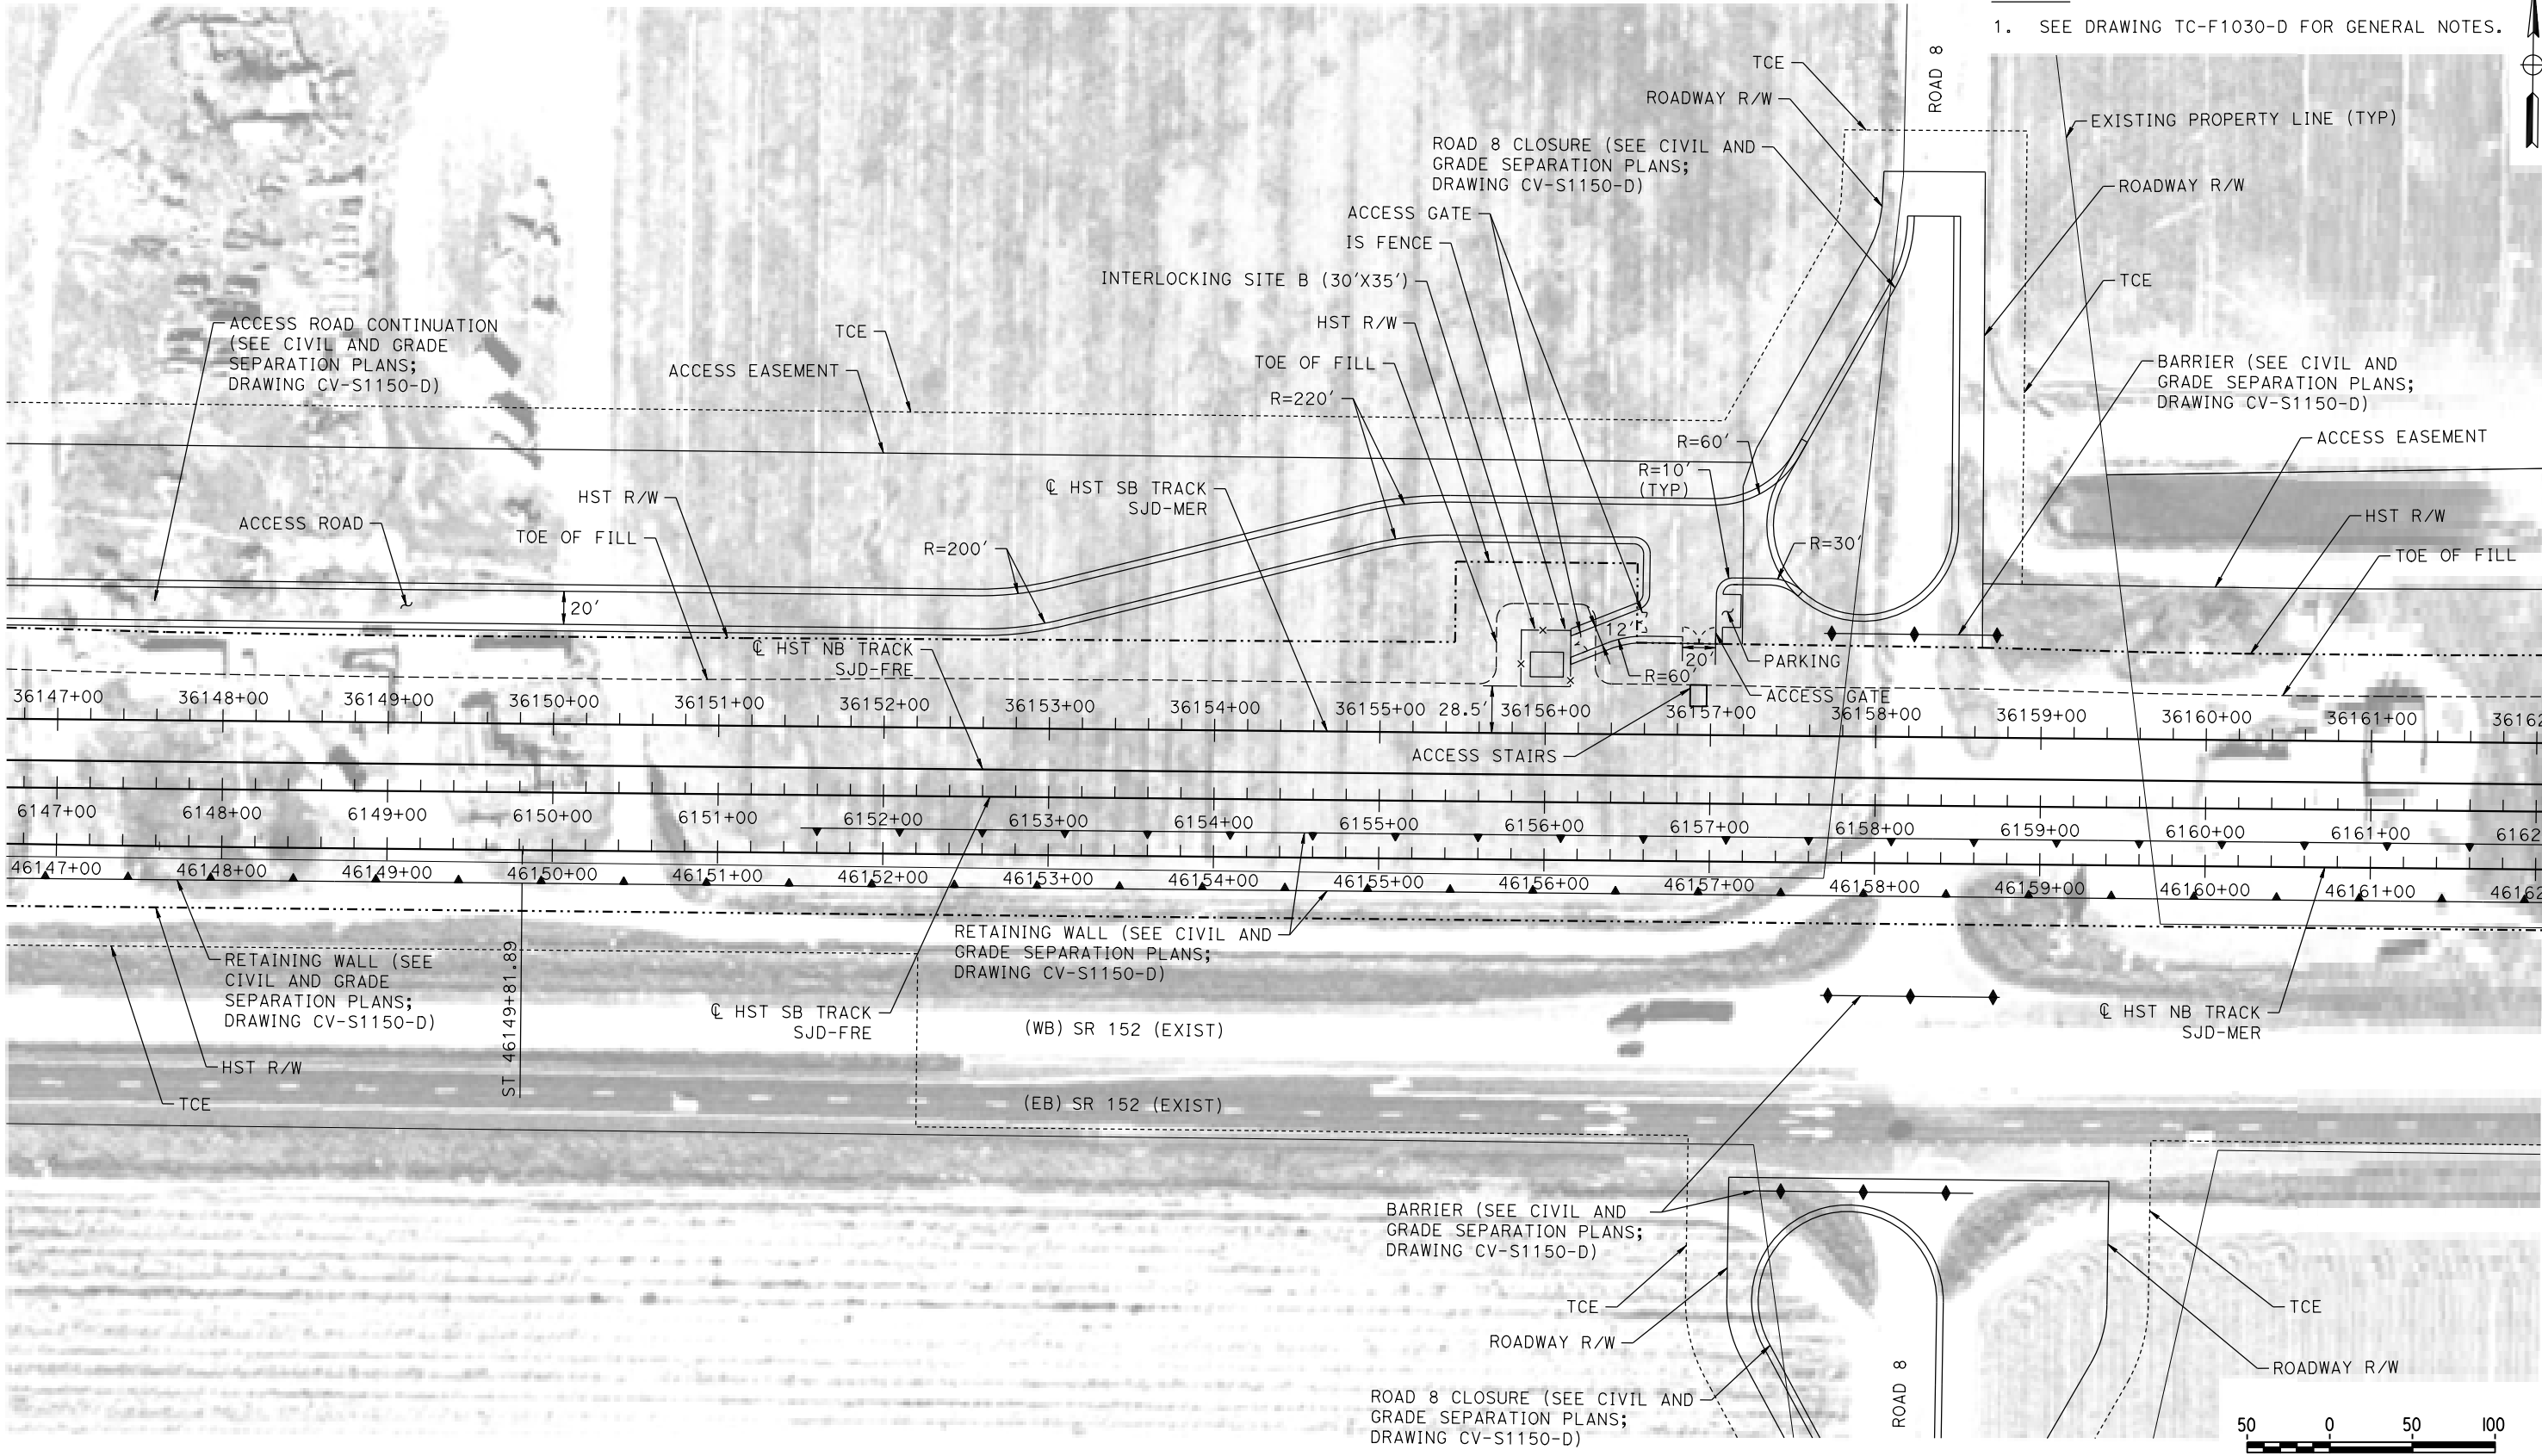 1. SEE DRAWING TC-F1030-D FOR GENERAL NOTES.
ROAD 8
TCE
ROADWAY R/W
EXISTING PROPERTY LINE (TYP)
ROAD 8 CLOSURE (SEE CIVIL AND
GRADE SEPARATION PLANS;
DRAWING CV-S1150-D)
ROADWAY R/W
ACCESS GATE
IS FENCE
INTERLOCKING SITE B (30'X35')
TCE
HST R/W
ACCESS ROAD CONTINUATION
(SEE CIVIL AND GRADE
SEPARATION PLANS;
DRAWING CV-S1150-D)
TCE
TOE OF FILL
BARRIER (SEE CIVIL AND
GRADE SEPARATION PLANS;
DRAWING CV-S1150-D)
ACCESS EASEMENT
R=220'
R=60'
ACCESS EASEMENT
R=10'
(TYP)
℄ HST SB TRACK
SJD-MER
HST R/W
HST R/W
ACCESS ROAD
TOE OF FILL
R=200'
R=30'
TOE OF FILL
20'
12'
℄ HST NB TRACK
SJD-FRE
20'
PARKING
R=60'
ACCESS GATE
36147+00 36148+00 36149+00 36150+00 36151+00 36152+00 36153+00 36154+00 36155+00 28.5' 36156+00 36157+00 36158+00 36159+00 36160+00 36161+00 36162
ACCESS STAIRS
6147+00 6148+00 6149+00 6150+00 6151+00 6152+00 6153+00 6154+00 6155+00 6156+00 6157+00 6158+00 6159+00 6160+00 6161+00 6162
46147+00 46148+00 46149+00 46150+00 46151+00 46152+00 46153+00 46154+00 46155+00 46156+00 46157+00 46158+00 46159+00 46160+00 46161+00 46162
RETAINING WALL (SEE CIVIL AND
GRADE SEPARATION PLANS;
DRAWING CV-S1150-D)
RETAINING WALL (SEE
CIVIL AND GRADE
SEPARATION PLANS;
DRAWING CV-S1150-D)
ST 46149+81.89
℄ HST SB TRACK
SJD-FRE
(WB) SR 152 (EXIST)
℄ HST NB TRACK
SJD-MER
HST R/W
TCE
(EB) SR 152 (EXIST)
BARRIER (SEE CIVIL AND
GRADE SEPARATION PLANS;
DRAWING CV-S1150-D)
TCE
TCE
ROADWAY R/W
ROADWAY R/W
ROAD 8
ROAD 8 CLOSURE (SEE CIVIL AND
GRADE SEPARATION PLANS;
DRAWING CV-S1150-D)
50 0 50 100